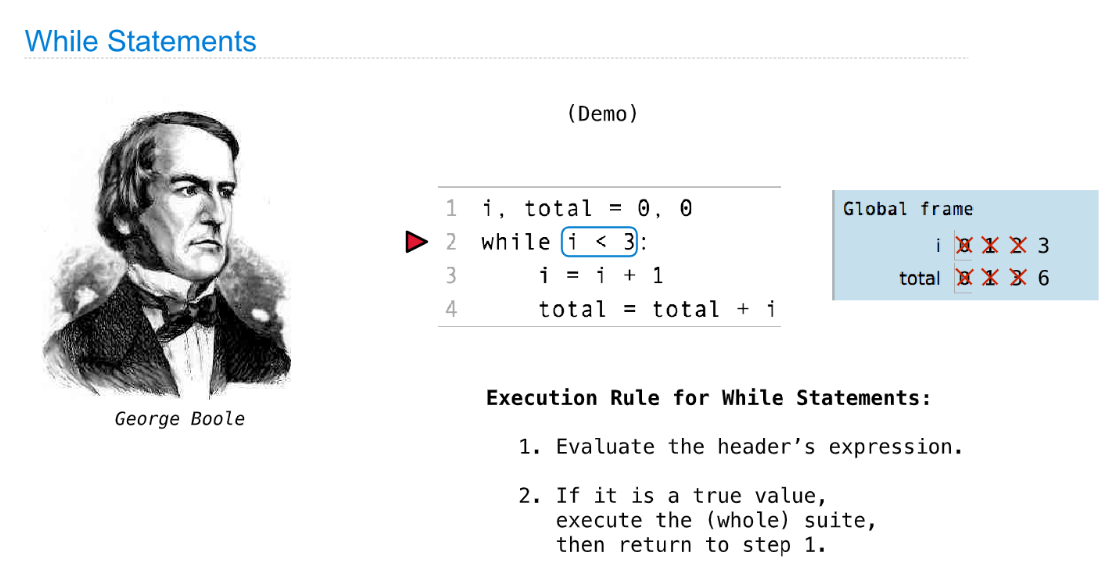 While Statements
(Demo)
1 i, total = 0, 0
2 while i < 3:
3 i = i + 1
4 total = total + i
Global frame
i 0 1 2 3
total 0 1 3 6
George Boole
Execution Rule for While Statements:
1. Evaluate the header’s expression.
2. If it is a true value,
execute the (whole) suite,
then return to step 1.